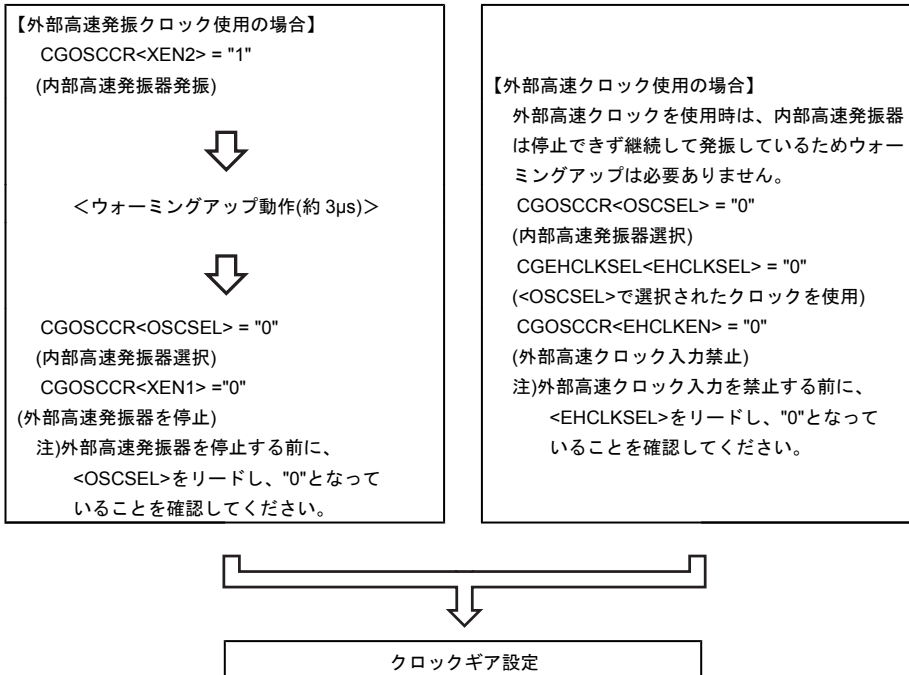 【外部高速発振クロック使用の場合】
CGOSCCR<XEN2> = "1"
(内部高速発振器発振)
＜ウォーミングアップ動作(約 3μs)＞
CGOSCCR<OSCSEL> = "0"
(内部高速発振器選択)
CGOSCCR<XEN1> ="0"
(外部高速発振器を停止)
注)外部高速発振器を停止する前に、
<OSCSEL>をリードし、"0"となって
いることを確認してください。
【外部高速クロック使用の場合】
外部高速クロックを使用時は、内部高速発振器
は停止できず継続して発振しているためウォー
ミングアップは必要ありません。
CGOSCCR<OSCSEL> = "0"
(内部高速発振器選択)
CGEHCLKSEL<EHCLKSEL> = "0"
(<OSCSEL>で選択されたクロックを使用)
CGOSCCR<EHCLKEN> = "0"
(外部高速クロック入力禁止)
注)外部高速クロック入力を禁止する前に、
<EHCLKSEL>をリードし、"0"となって
いることを確認してください。
クロックギア設定